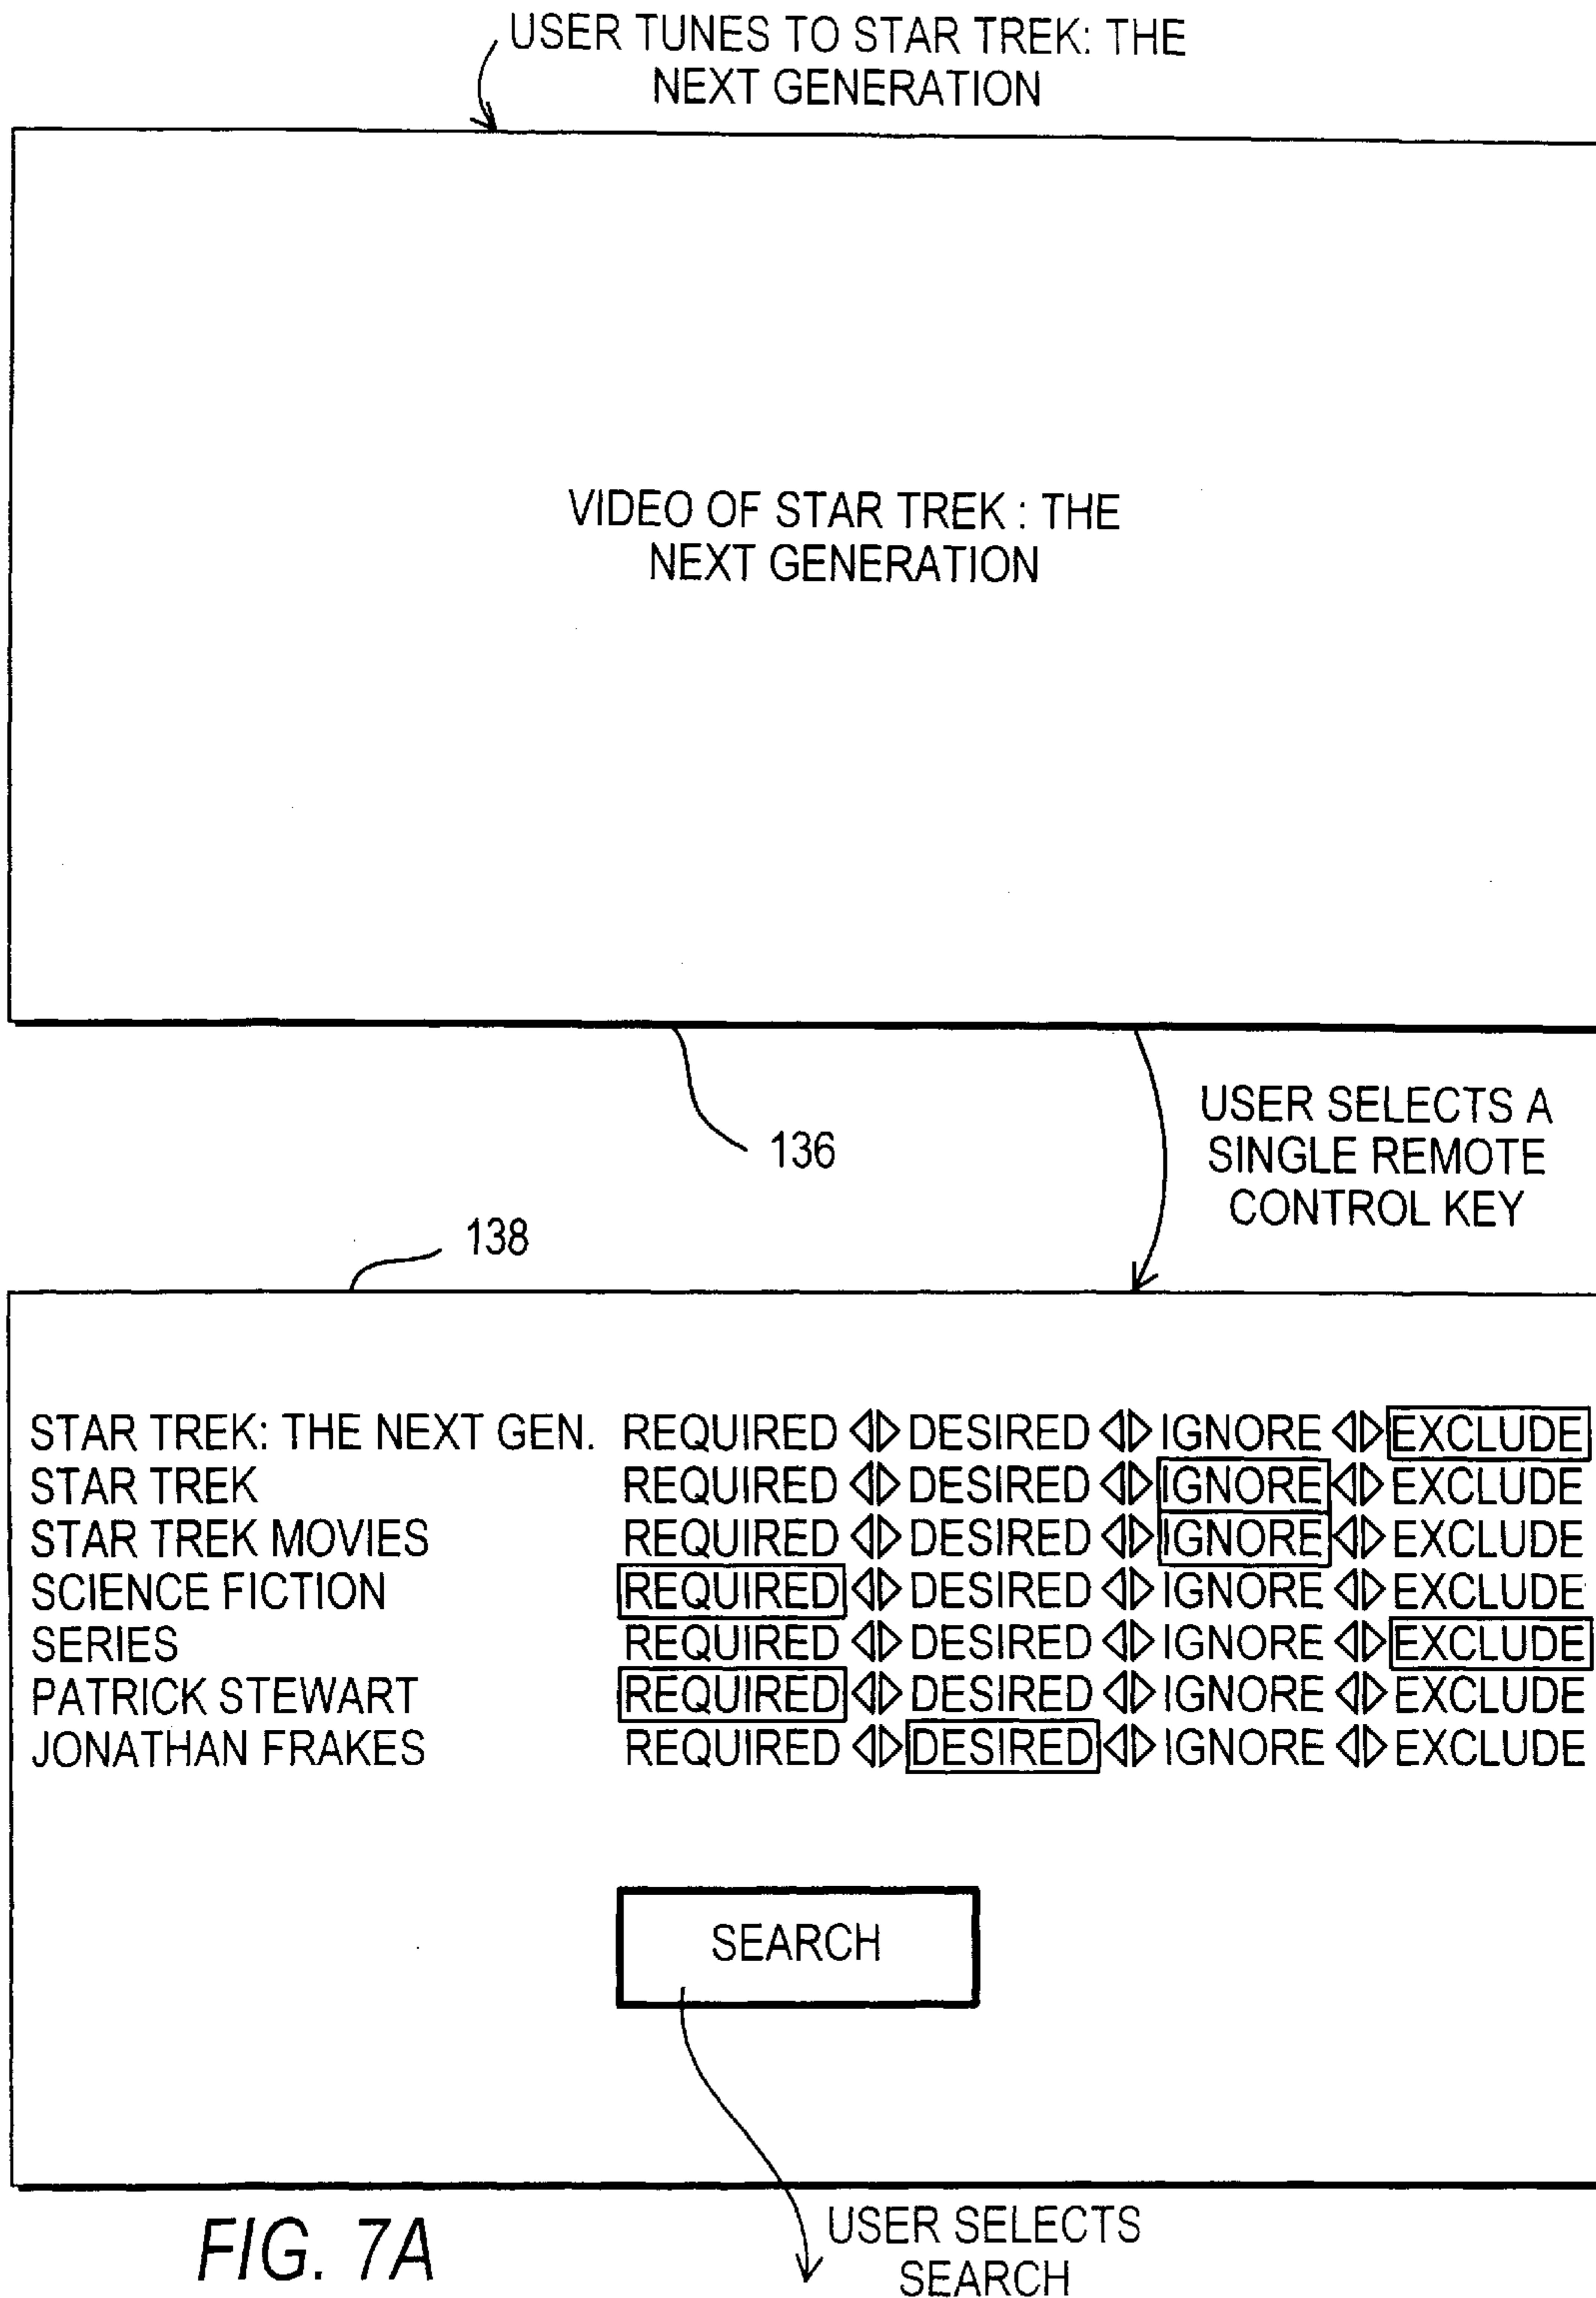 USER TUNES TO STAR TREK: THE
NEXT GENERATION
VIDEO OF STAR TREK : THE
NEXT GENERATION
136
USER SELECTS A
SINGLE REMOTE
CONTROL KEY
138
STAR TREK: THE NEXT GEN. REQUIRED ◁▷ DESIRED ◁▷ IGNORE ◁▷ EXCLUDE
STAR TREK REQUIRED ◁▷ DESIRED ◁▷ IGNORE ◁▷ EXCLUDE
STAR TREK MOVIES REQUIRED ◁▷ DESIRED ◁▷ IGNORE ◁▷ EXCLUDE
SCIENCE FICTION REQUIRED ◁▷ DESIRED ◁▷ IGNORE ◁▷ EXCLUDE
SERIES REQUIRED ◁▷ DESIRED ◁▷ IGNORE ◁▷ EXCLUDE
PATRICK STEWART REQUIRED ◁▷ DESIRED ◁▷ IGNORE ◁▷ EXCLUDE
JONATHAN FRAKES REQUIRED ◁▷ DESIRED ◁▷ IGNORE ◁▷ EXCLUDE
SEARCH
USER SELECTS
SEARCH
FIG. 7A